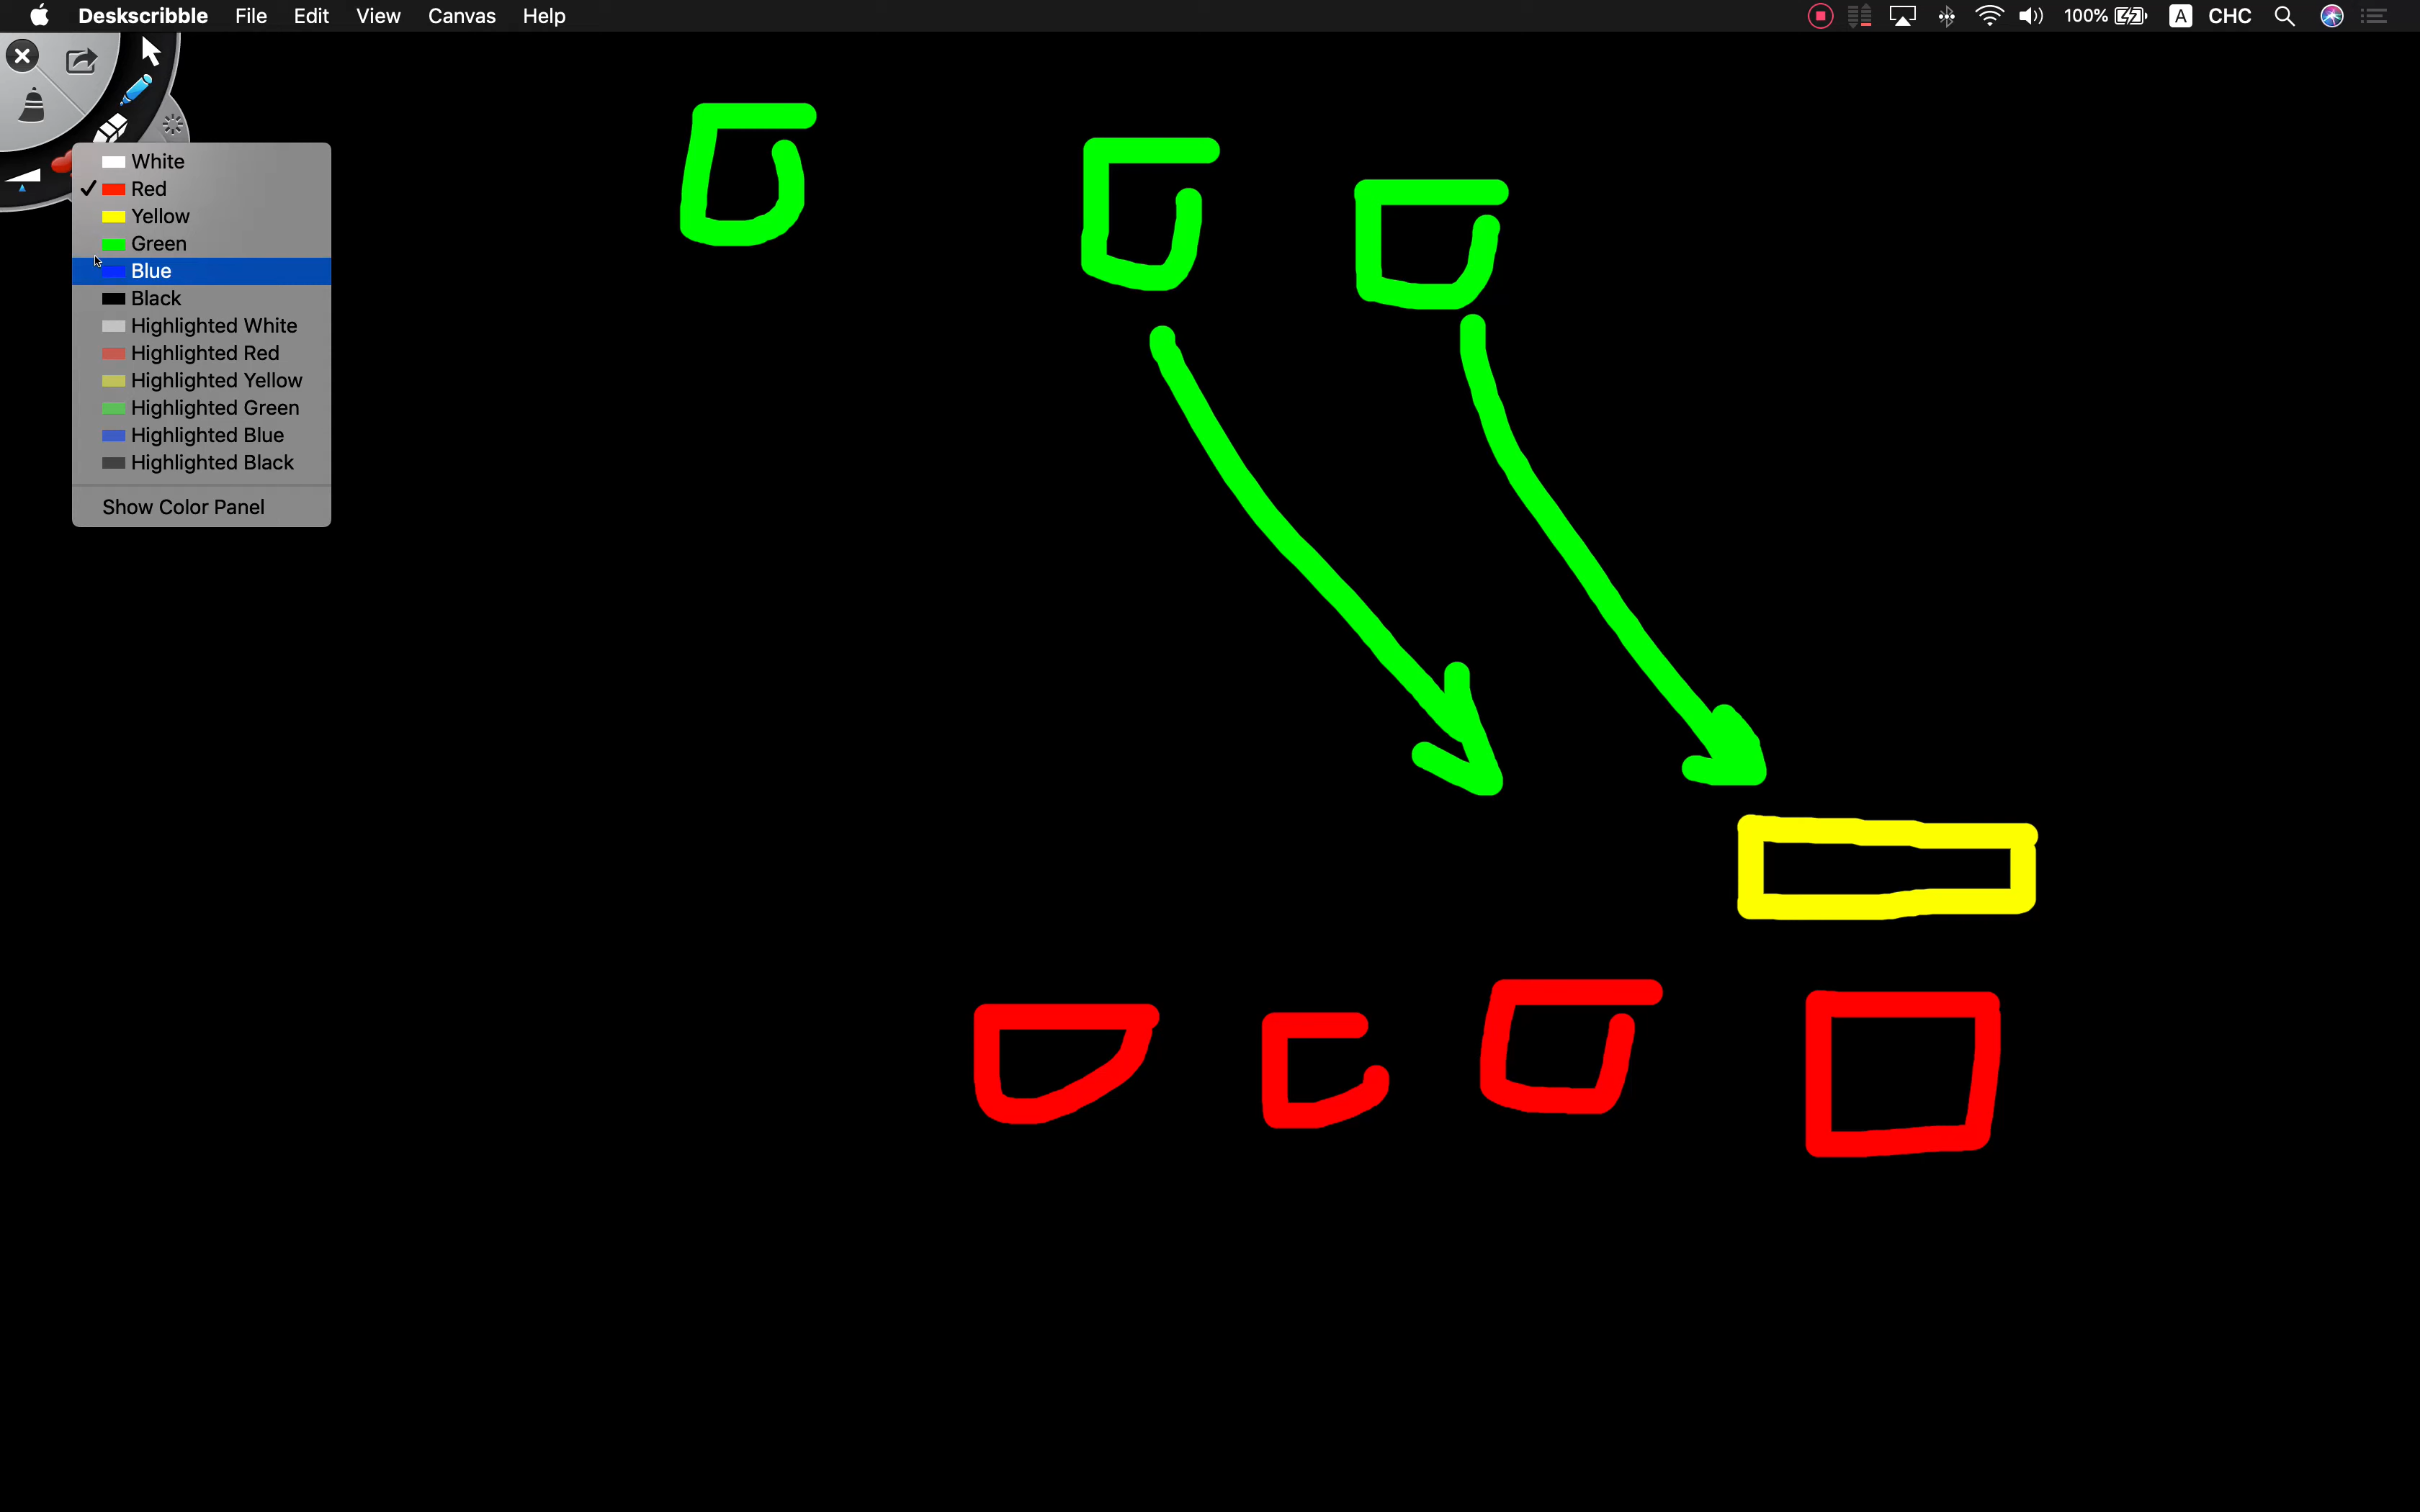 Deskscribble File Edit View Canvas Help 100% A CHC
White
Red
Yellow
Green
Blue
Black
Highlighted White
Highlighted Red
Highlighted Yellow
Highlighted Green
Highlighted Blue
Highlighted Black
Show Color Panel